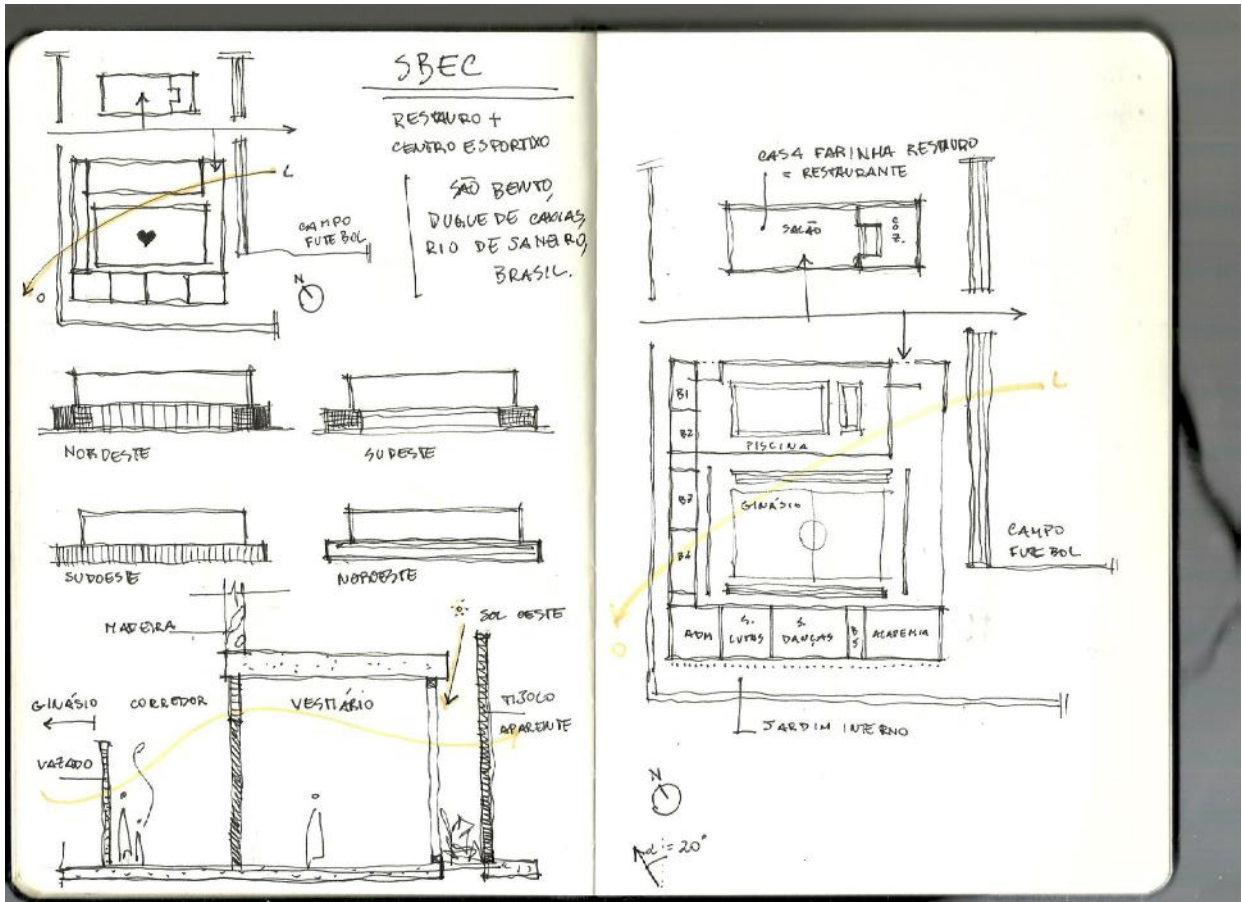 SBEC
RESTAURO +
CENTRO ESPORTIVO
SÃO BENTO,
DUQUE DE CAXIAS,
RIO DE JANEIRO,
BRASIL.
L
O
CAMPO
FUTEBOL
N
NORDESTE
SUDESTE
SUDOESTE
NOROESTE
MADEIRA
SOL OESTE
GINÁSIO
CORREDOR
VESTIÁRIO
TIJOLO
APARENTE
VAZADO
CASA FARINHA RESTAURO
= RESTAURANTE
SALÃO
COZ.
L
B1
B2
PISCINA
B3
GINÁSIO
B4
CAMPO
FUTEBOL
O
ADM
S. LUTAS
S. DANÇAS
B5
ACADEMIA
JARDIM INTERNO
N
= 20°